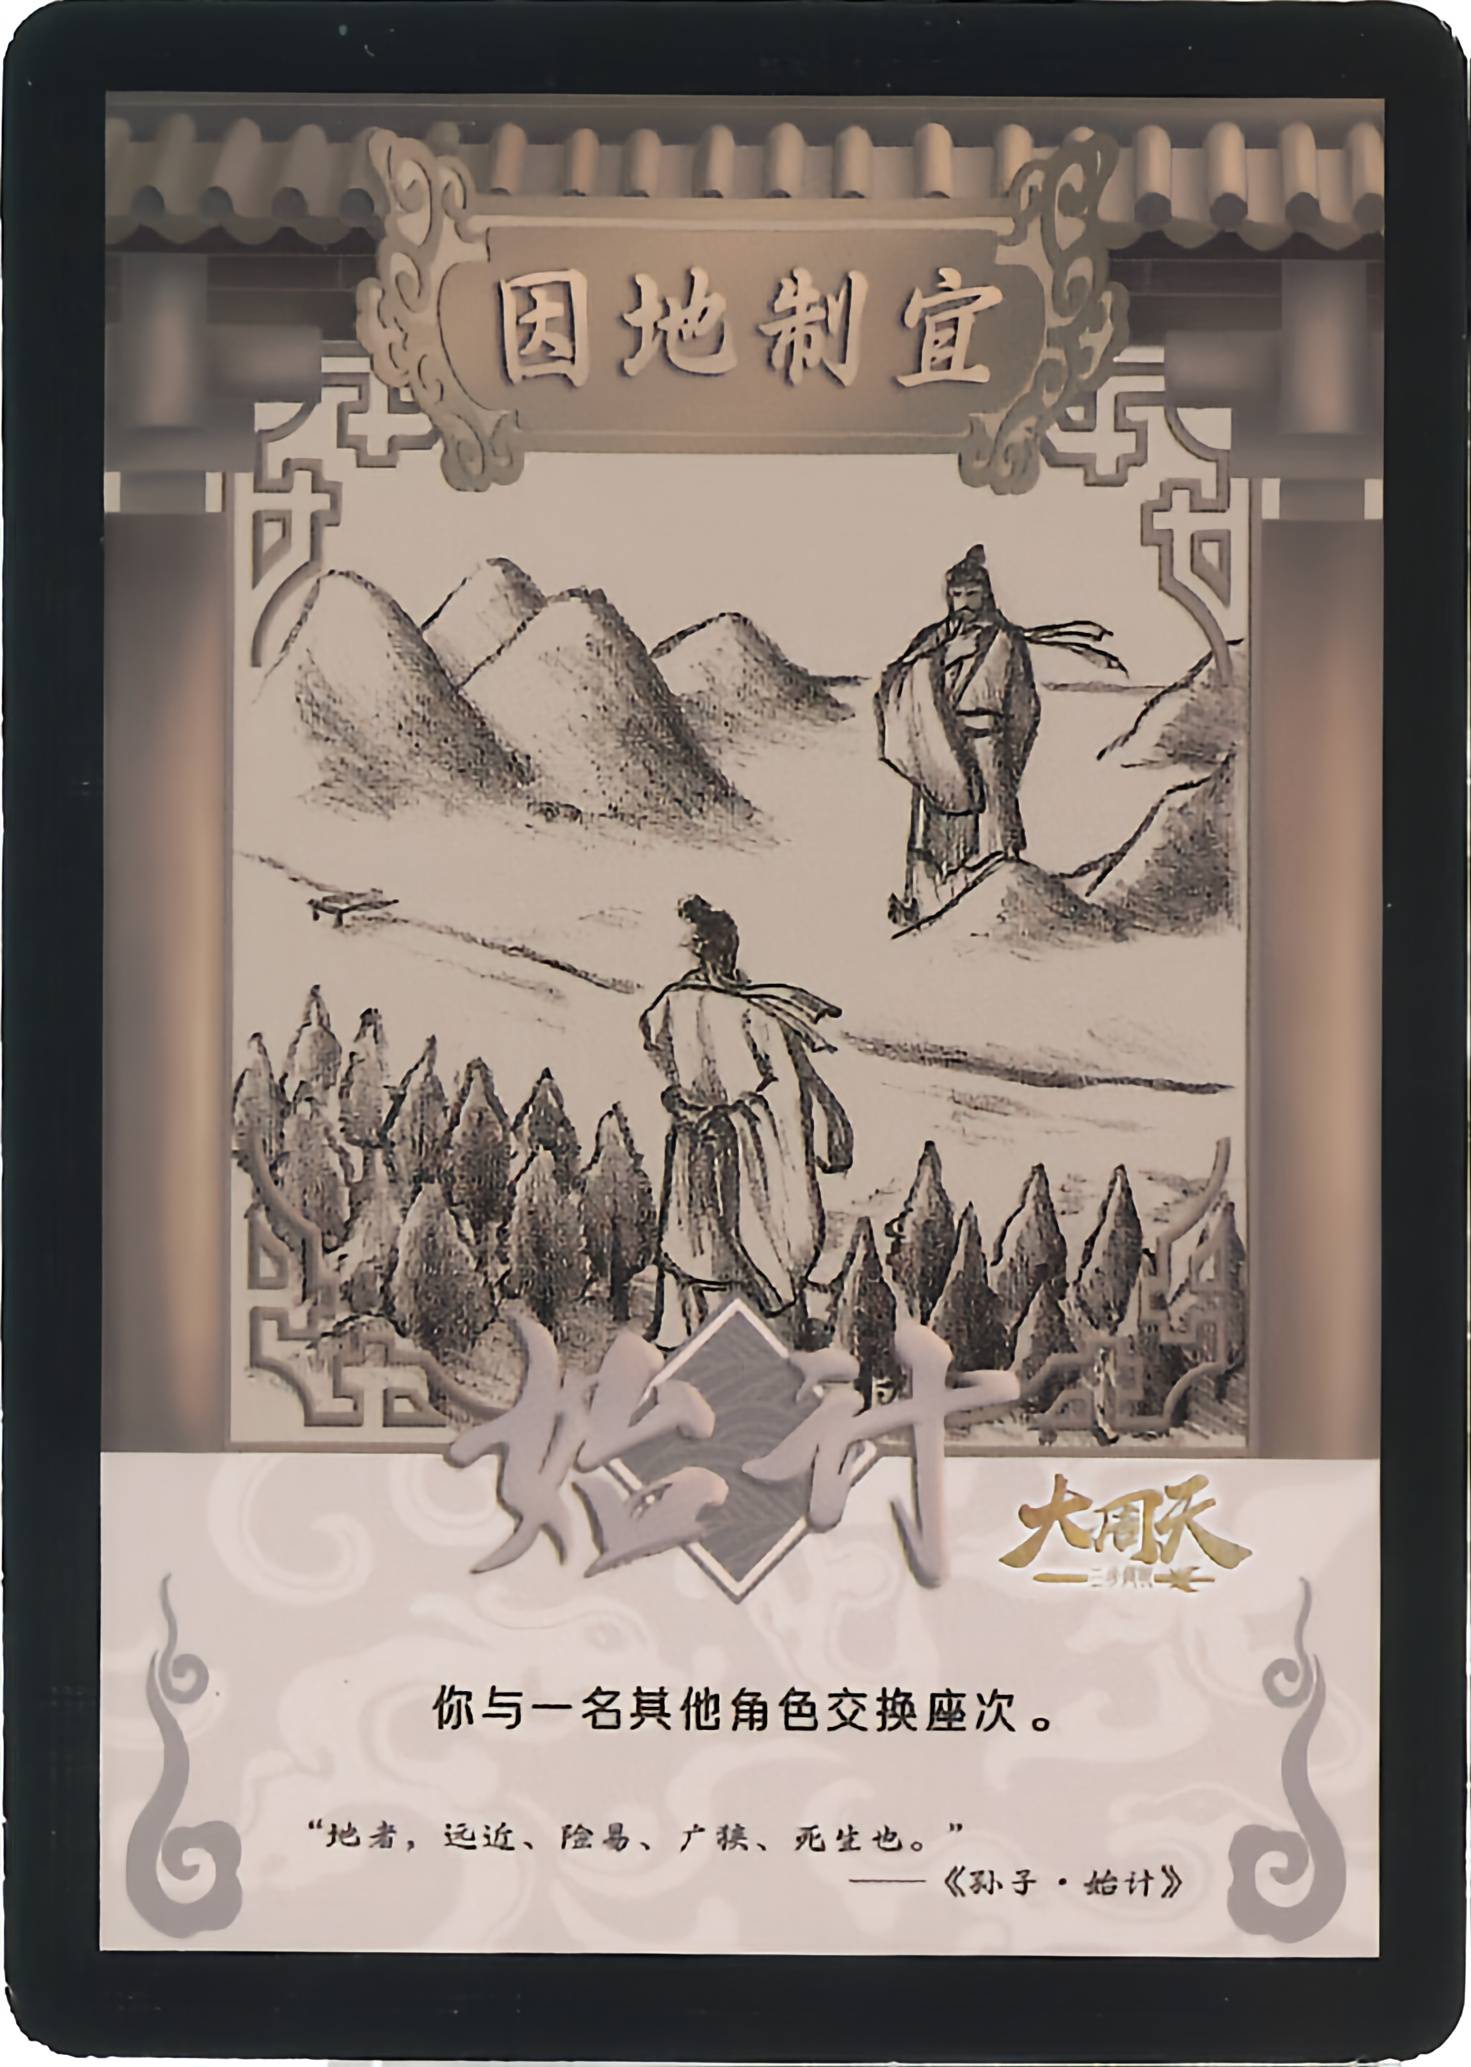 因地制宜
始计
大周天
你与一名其他角色交换座次。
“地者，远近、险易、广狭、死生也。”
——《孙子·始计》